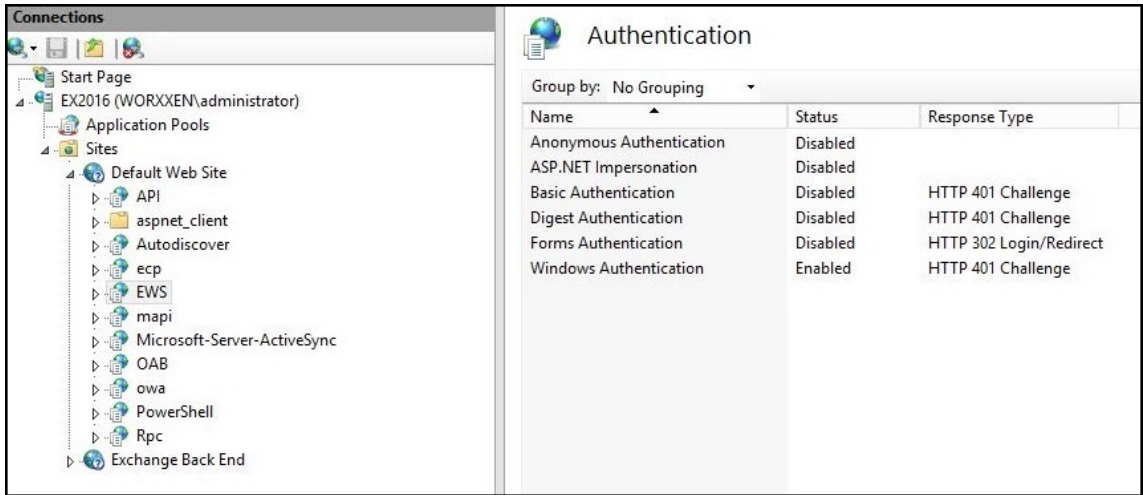 Connections
Start Page
EX2016 (WORXXEN\administrator)
Application Pools
Sites
Default Web Site
API
aspnet_client
Autodiscover
ecp
EWS
mapi
Microsoft-Server-ActiveSync
OAB
owa
PowerShell
Rpc
Exchange Back End
Authentication
Group by: No Grouping
Name Status Response Type
Anonymous Authentication Disabled
ASP.NET Impersonation Disabled
Basic Authentication Disabled HTTP 401 Challenge
Digest Authentication Disabled HTTP 401 Challenge
Forms Authentication Disabled HTTP 302 Login/Redirect
Windows Authentication Enabled HTTP 401 Challenge